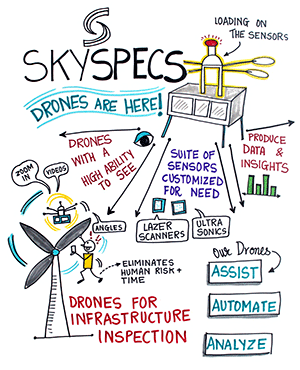 S
LOADING ON
THE SENSORS
SKYSPECS
DRONES ARE HERE!
DRONES
WITH A
HIGH ABILITY
TO SEE
SUITE OF
SENSORS
CUSTOMIZED
FOR NEED
PRODUCE
DATA &
INSIGHTS
ZOOM
IN
VIDEOS
ANGLES
LAZER
SCANNERS
ULTRA
SONICS
ELIMINATES
HUMAN RISK +
TIME
DRONES FOR
INFRASTRUCTURE
INSPECTION
OUR DRONES
ASSIST
AUTOMATE
ANALYZE